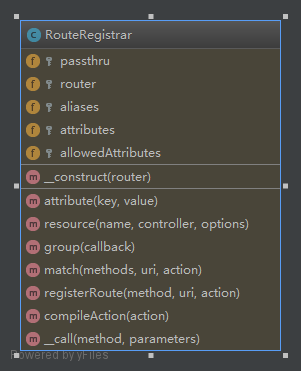 C RouteRegistrar
f passthru
f router
f aliases
f attributes
f allowedAttributes
m __construct(router)
m attribute(key, value)
m resource(name, controller, options)
m group(callback)
m match(methods, uri, action)
m registerRoute(method, uri, action)
m compileAction(action)
m __call(method, parameters)
Powered by yFiles